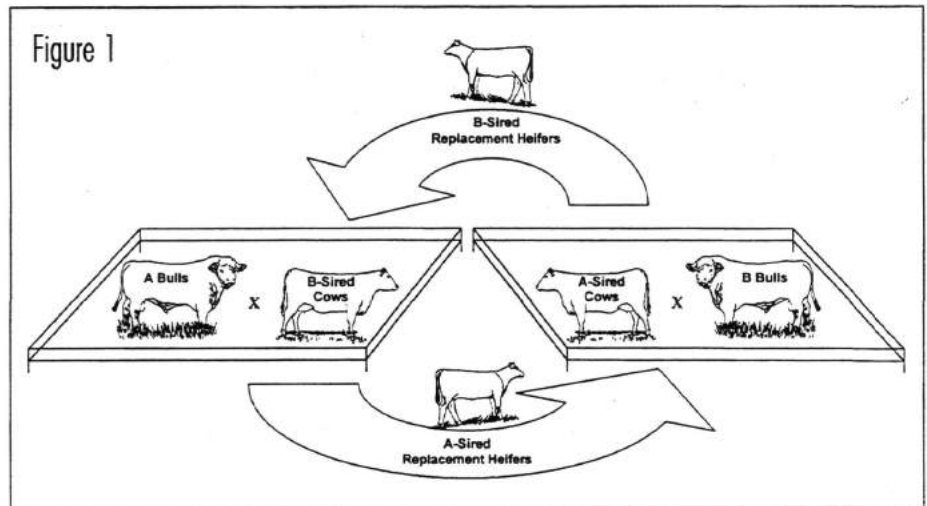 Figure 1
B-Sired
Replacement Heifers
A Bulls
x
B-Sired
Cows
A-Sired
Cows
x
B Bulls
A-Sired
Replacement Heifers